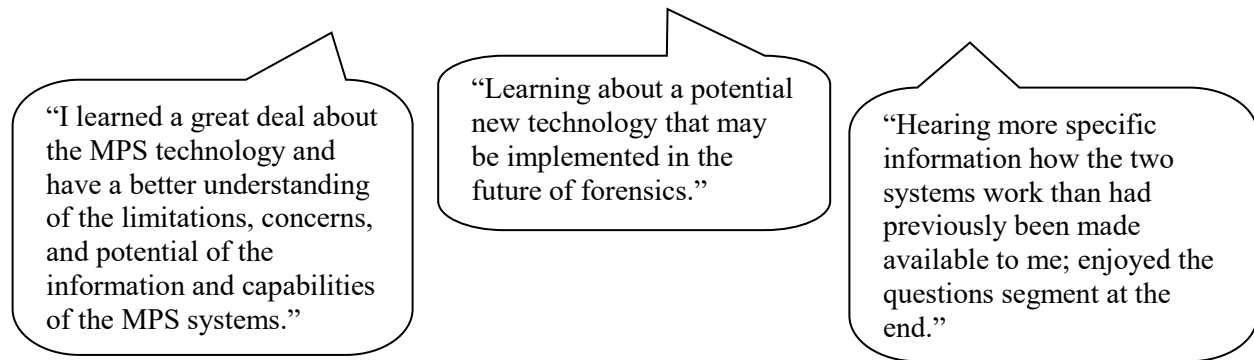 “I learned a great deal about
the MPS technology and
have a better understanding
of the limitations, concerns,
and potential of the
information and capabilities
of the MPS systems.”
“Learning about a potential
new technology that may
be implemented in the
future of forensics.”
“Hearing more specific
information how the two
systems work than had
previously been made
available to me; enjoyed the
questions segment at the
end.”